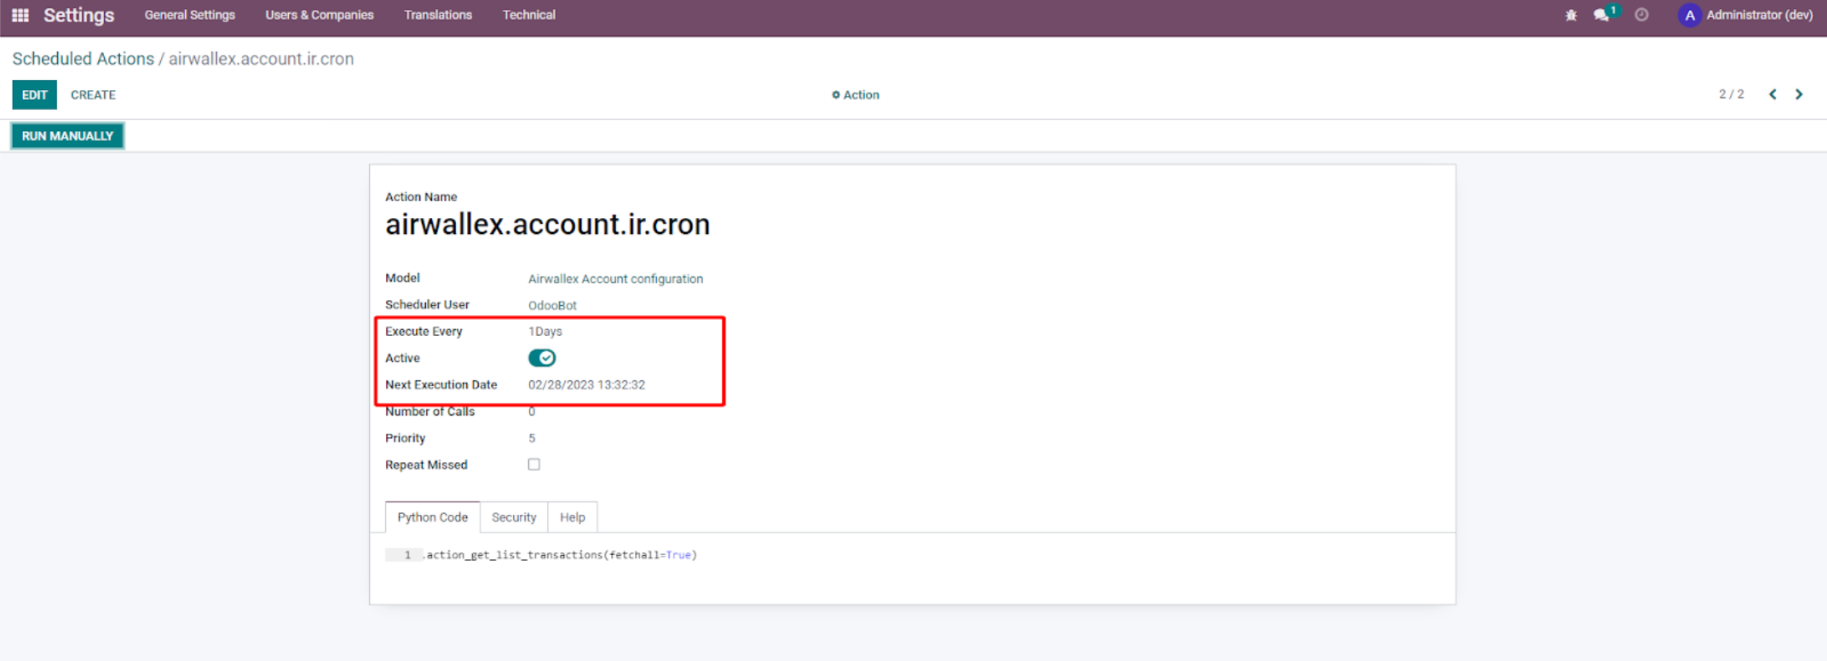 Settings General Settings Users & Companies Translations Technical 1 A Administrator (dev)
Scheduled Actions / airwallex.account.ir.cron
EDIT CREATE Action 2 / 2
RUN MANUALLY
Action Name
airwallex.account.ir.cron
Model Airwallex Account configuration
Scheduler User OdooBot
Execute Every 1Days
Active
Next Execution Date 02/28/2023 13:32:32
Number of Calls 0
Priority 5
Repeat Missed
Python Code Security Help
1 .action_get_list_transactions(fetchall=True)